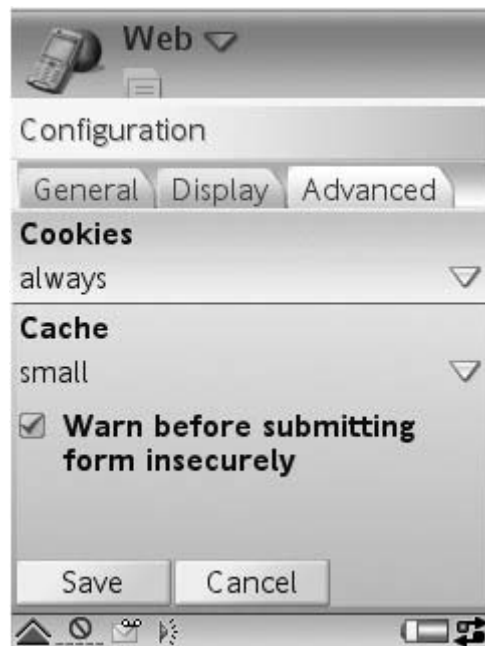 Web
Configuration
General Display Advanced
Cookies
always
Cache
small
Warn before submitting
form insecurely
Save Cancel